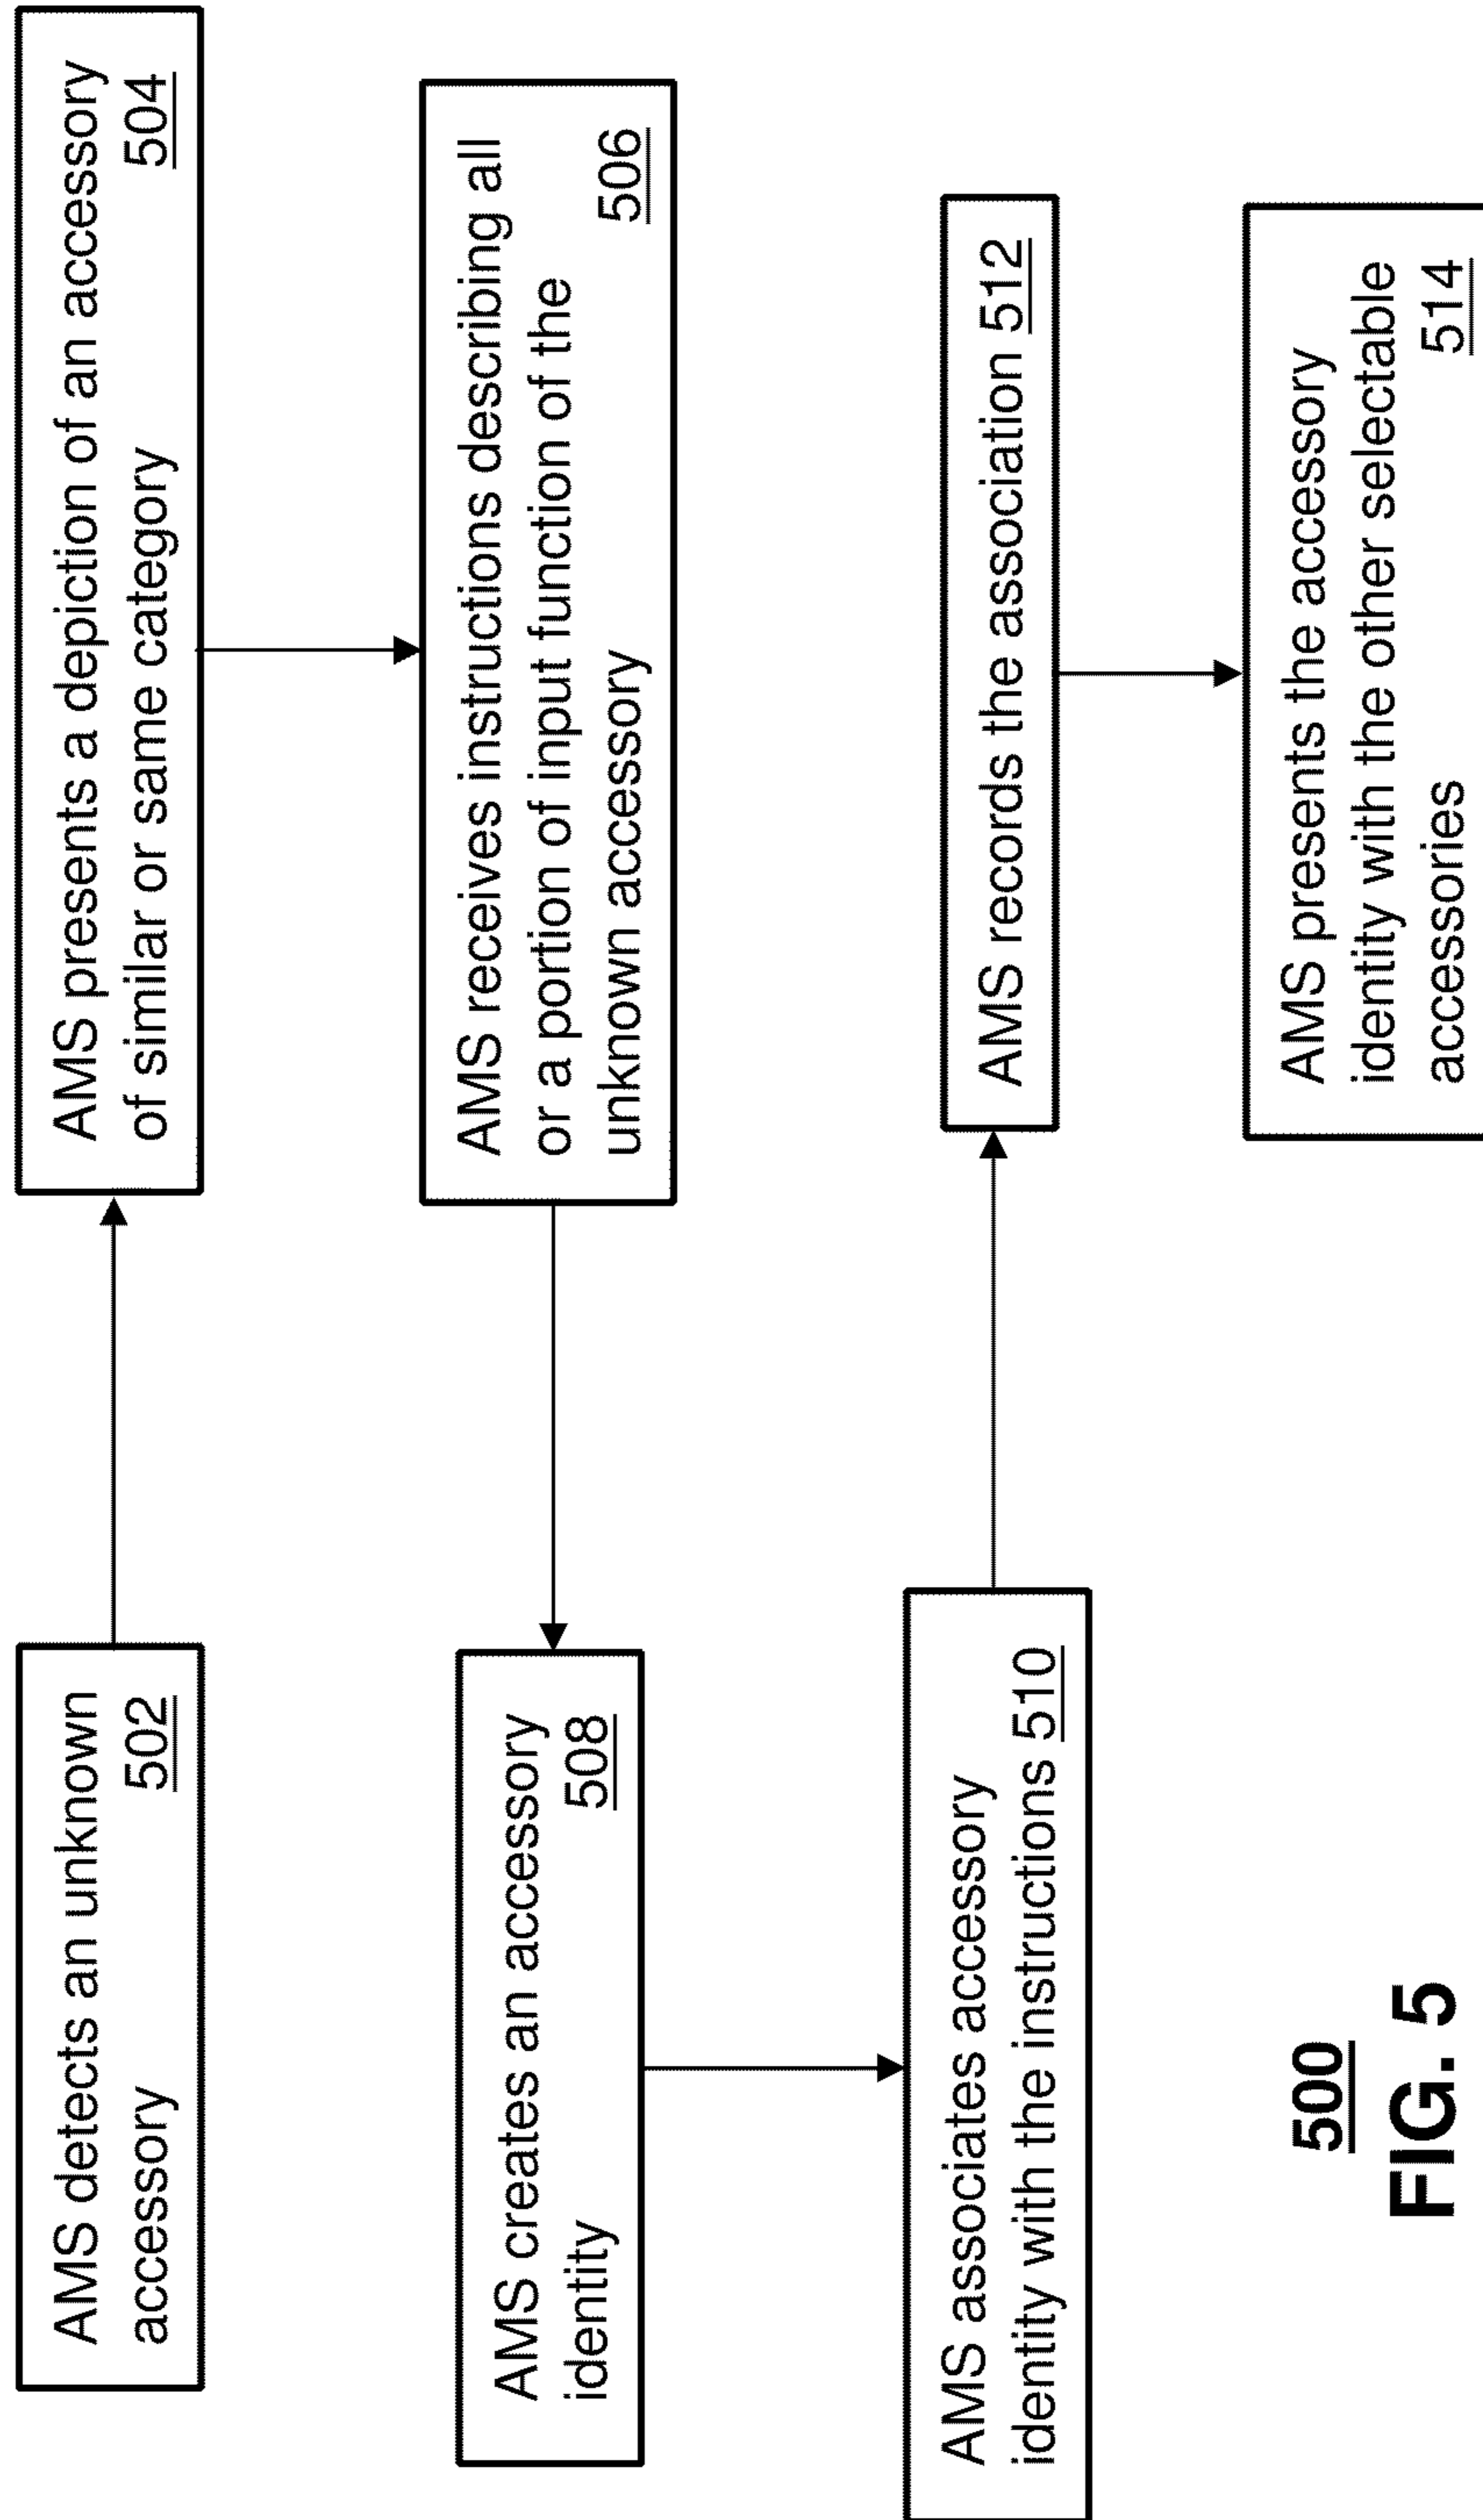 AMS detects an unknown
accessory 502
AMS presents a depiction of an accessory
of similar or same category 504
AMS receives instructions describing all
or a portion of input function of the
unknown accessory 506
AMS creates an accessory
identity 508
AMS associates accessory
identity with the instructions 510
AMS records the association 512
AMS presents the accessory
identity with the other selectable
accessories 514
500
FIG. 5